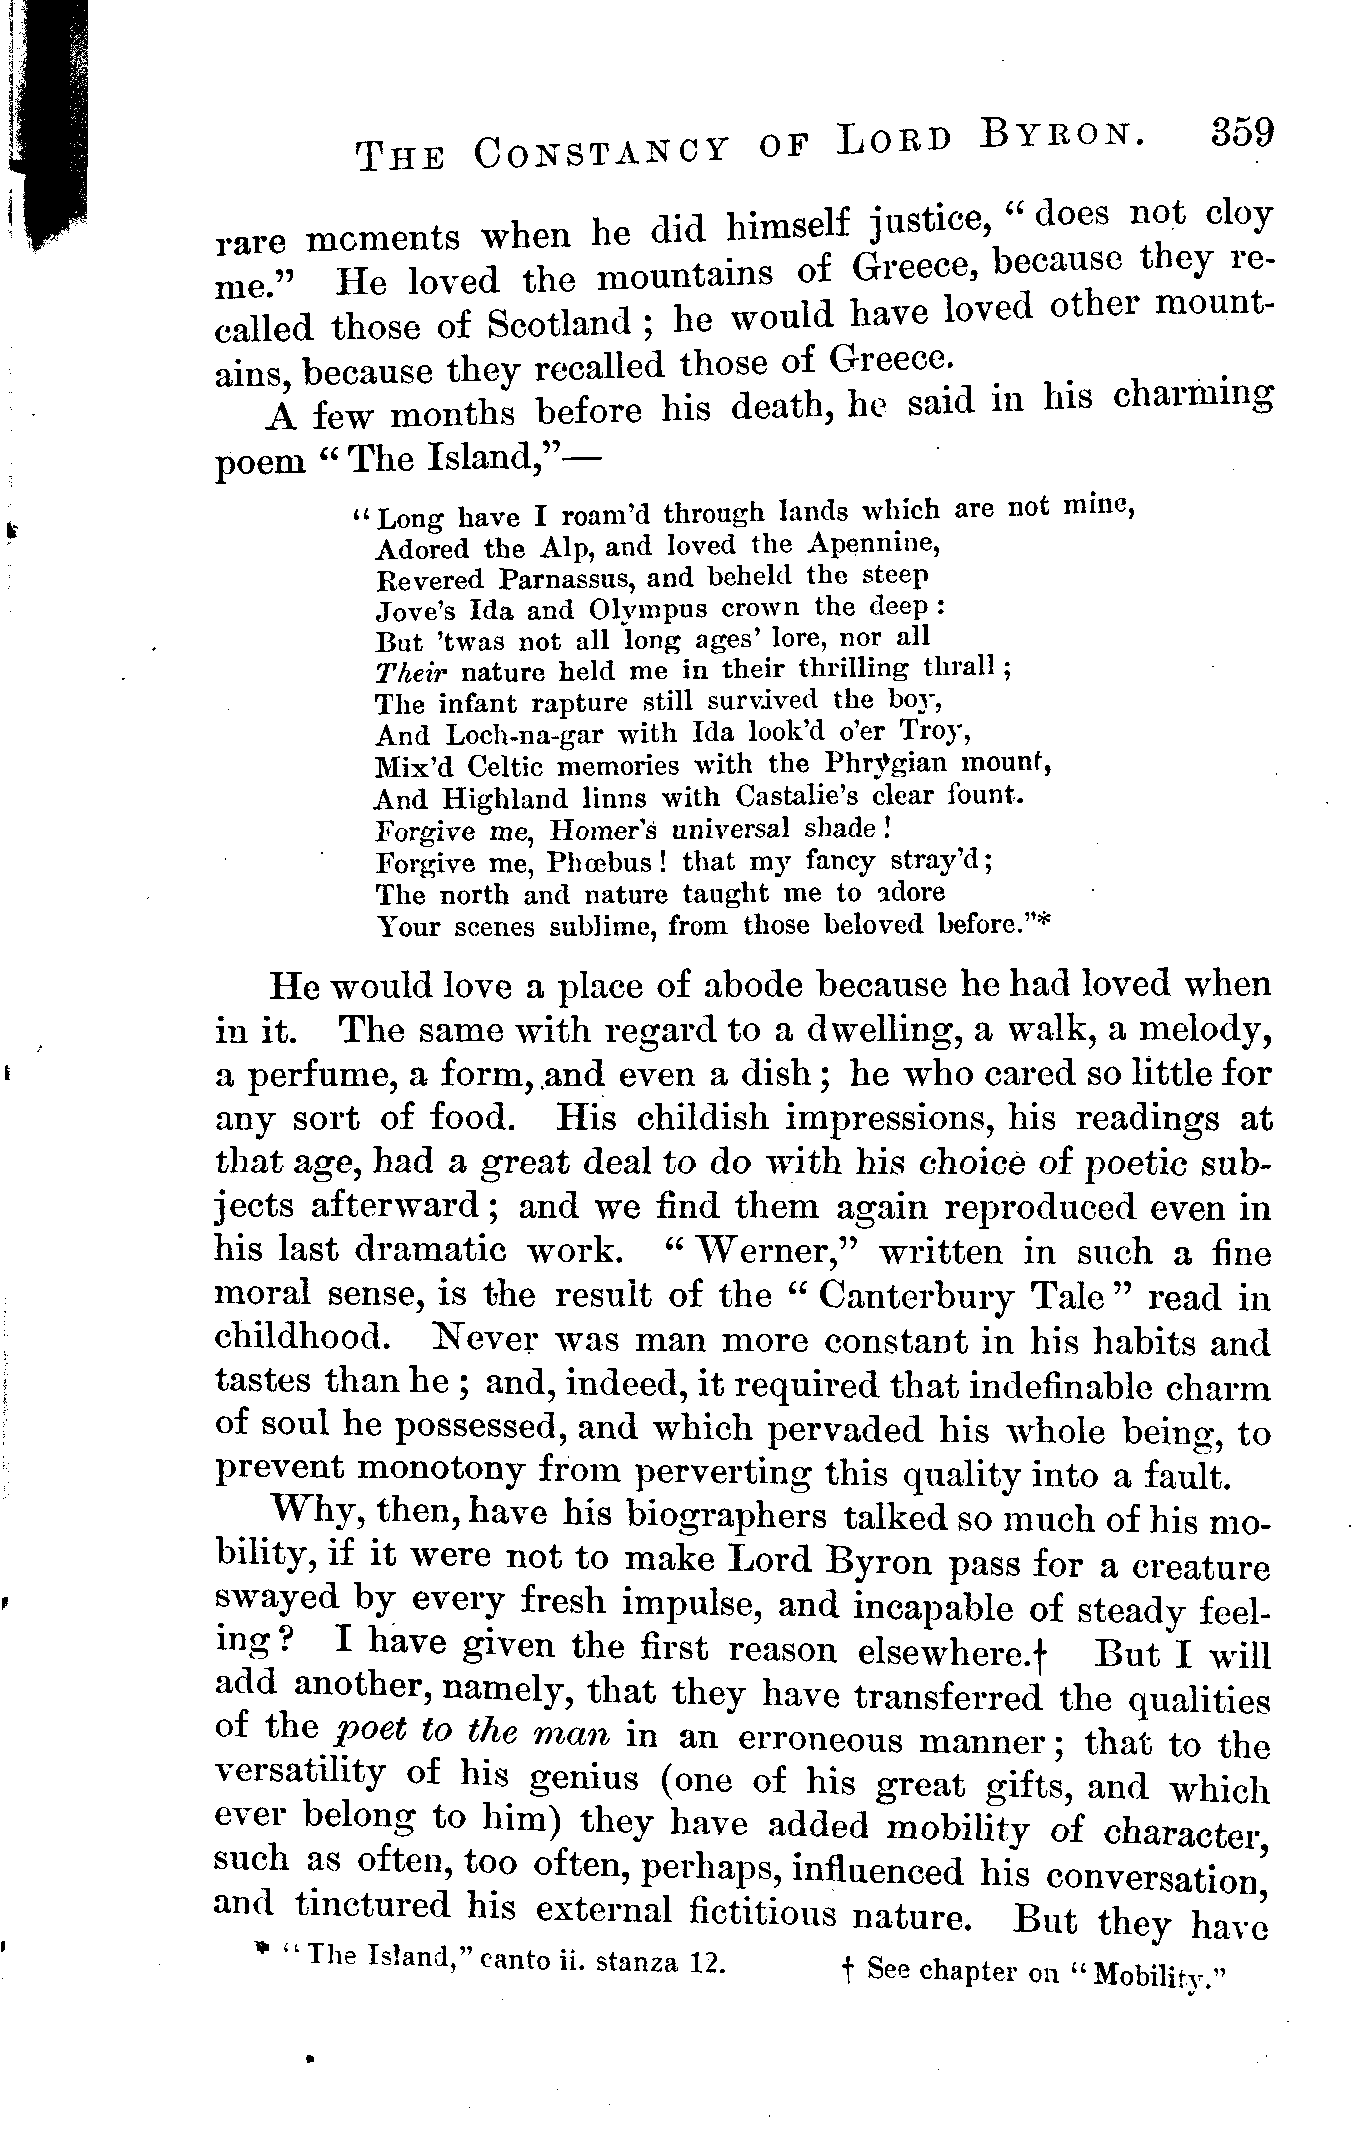 THE CONSTANCY OF LORD BYRON. 359
rare moments when he did himself justice, “ does not cloy
me.” He loved the mountains of Greece, because they re-
called those of Scotland ; he would have loved other mount-
ains, because they recalled those of Greece.
A few months before his death, he said in his charming
poem “ The Island,”—
“ Long have I roam’d through lands which are not mine,
Adored the Alp, and loved the Apennine,
Revered Parnassus, and beheld the steep
Jove’s Ida and Olympus crown the deep :
But ’twas not all long ages’ lore, nor all
Their nature held me in their thrilling thrall ;
The infant rapture still survived the boy,
And Loch-na-gar with Ida look’d o’er Troy,
Mix’d Celtic memories with the Phrygian mount,
And Highland linns with Castalie’s clear fount.
Forgive me, Homer’s universal shade !
Forgive me, Phœbus ! that my fancy stray’d ;
The north and nature taught me to adore
Your scenes sublime, from those beloved before.”*
He would love a place of abode because he had loved when
in it. The same with regard to a dwelling, a walk, a melody,
a perfume, a form, and even a dish ; he who cared so little for
any sort of food. His childish impressions, his readings at
that age, had a great deal to do with his choice of poetic sub-
jects afterward ; and we find them again reproduced even in
his last dramatic work. “ Werner,” written in such a fine
moral sense, is the result of the “ Canterbury Tale ” read in
childhood. Never was man more constant in his habits and
tastes than he ; and, indeed, it required that indefinable charm
of soul he possessed, and which pervaded his whole being, to
prevent monotony from perverting this quality into a fault.
Why, then, have his biographers talked so much of his mo-
bility, if it were not to make Lord Byron pass for a creature
swayed by every fresh impulse, and incapable of steady feel-
ing ? I have given the first reason elsewhere.† But I will
add another, namely, that they have transferred the qualities
of the poet to the man in an erroneous manner ; that to the
versatility of his genius (one of his great gifts, and which
ever belong to him) they have added mobility of character,
such as often, too often, perhaps, influenced his conversation,
and tinctured his external fictitious nature. But they have
* “ The Island,” canto ii. stanza 12. † See chapter on “ Mobility.”